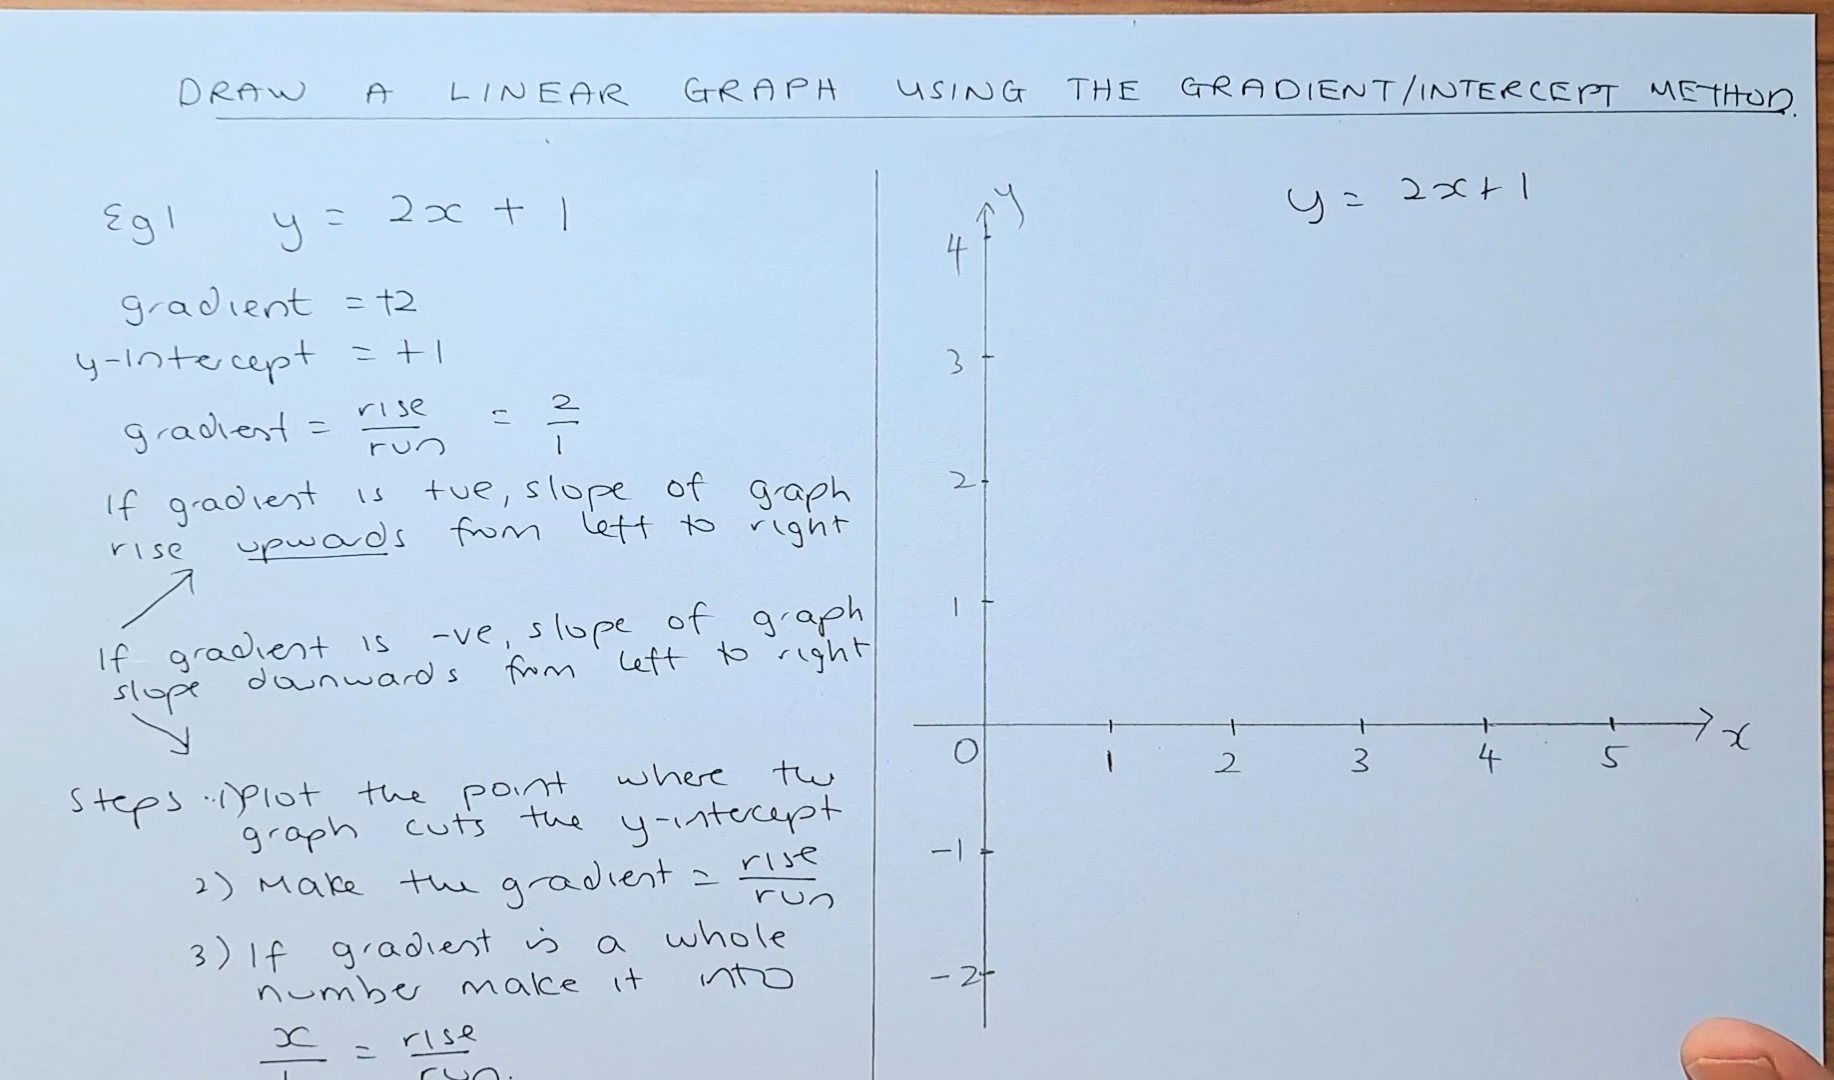 DRAW A LINEAR GRAPH USING THE GRADIENT/INTERCEPT METHOD.
Eg1 y = 2x + 1
gradient = +2
y-intercept = +1
gradient = rise/run = 2/1
If gradient is +ve, slope of graph
rise upwards from left to right
If gradient is -ve, slope of graph
slope downwards from left to right
Steps : 1) Plot the point where the
graph cuts the y-intercept
2) Make the gradient = rise/run
3) If gradient is a whole
number make it into
x/1 = rise/run.
y = 2x + 1
y
4
3
2
1
0
1 2 3 4 5 x
-1
-2